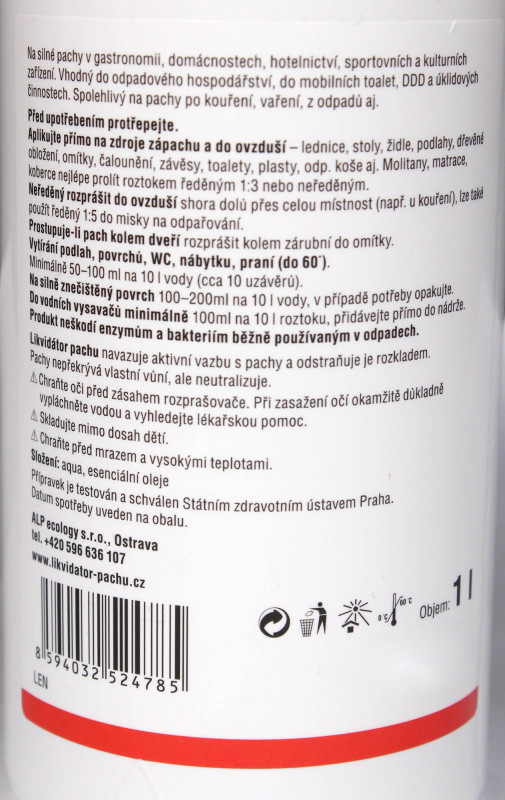 Na silné pachy v gastronomii, domácnostech, hotelnictví, sportovních a kulturních
zařízení. Vhodný do odpadového hospodářství, do mobilních toalet, DDD a úklidových
činnostech. Spolehlivý na pachy po kouření, vaření, z odpadů aj.
Před upotřebením protřepejte.
Aplikujte přímo na zdroje zápachu a do ovzduší – lednice, stoly, židle, podlahy, dřevěné
obložení, omítky, čalounění, závěsy, toalety, plasty, odp. koše aj. Molitany, matrace,
koberce nejlépe prolít roztokem ředěným 1:3 nebo neředěným.
Neředěný rozprášit do ovzduší shora dolů přes celou místnost (např. u kouření), lze také
použít ředěný 1:5 do misky na odpařování.
Prostupuje-li pach kolem dveří rozprášit kolem zárubní do omítky.
Vytírání podlah, povrchů, WC, nábytku, praní (do 60°).
Minimálně 50–100 ml na 10 l vody (cca 10 uzávěrů).
Na silně znečištěný povrch 100–200ml na 10 l vody, v případě potřeby opakujte.
Do vodních vysavačů minimálně 100ml na 10 l roztoku, přidávejte přímo do nádrže.
Produkt neškodí enzymům a bakteriím běžně používaným v odpadech.
Likvidátor pachu navazuje aktivní vazbu s pachy a odstraňuje je rozkladem.
Pachy nepřekrývá vlastní vůní, ale neutralizuje.
⚠ Chraňte oči před zásahem rozprašovače. Při zasažení očí okamžitě důkladně
vypláchněte vodou a vyhledejte lékařskou pomoc.
⚠ Skladujte mimo dosah dětí.
⚠ Chraňte před mrazem a vysokými teplotami.
Složení: aqua, esenciální oleje
Přípravek je testován a schválen Státním zdravotním ústavem Praha.
Datum spotřeby uveden na obalu.
ALP ecology s.r.o., Ostrava
tel. +420 596 636 107
www.likvidator-pachu.cz
0°C 60°C
Objem: 1 l
8 594032 524785
LEN